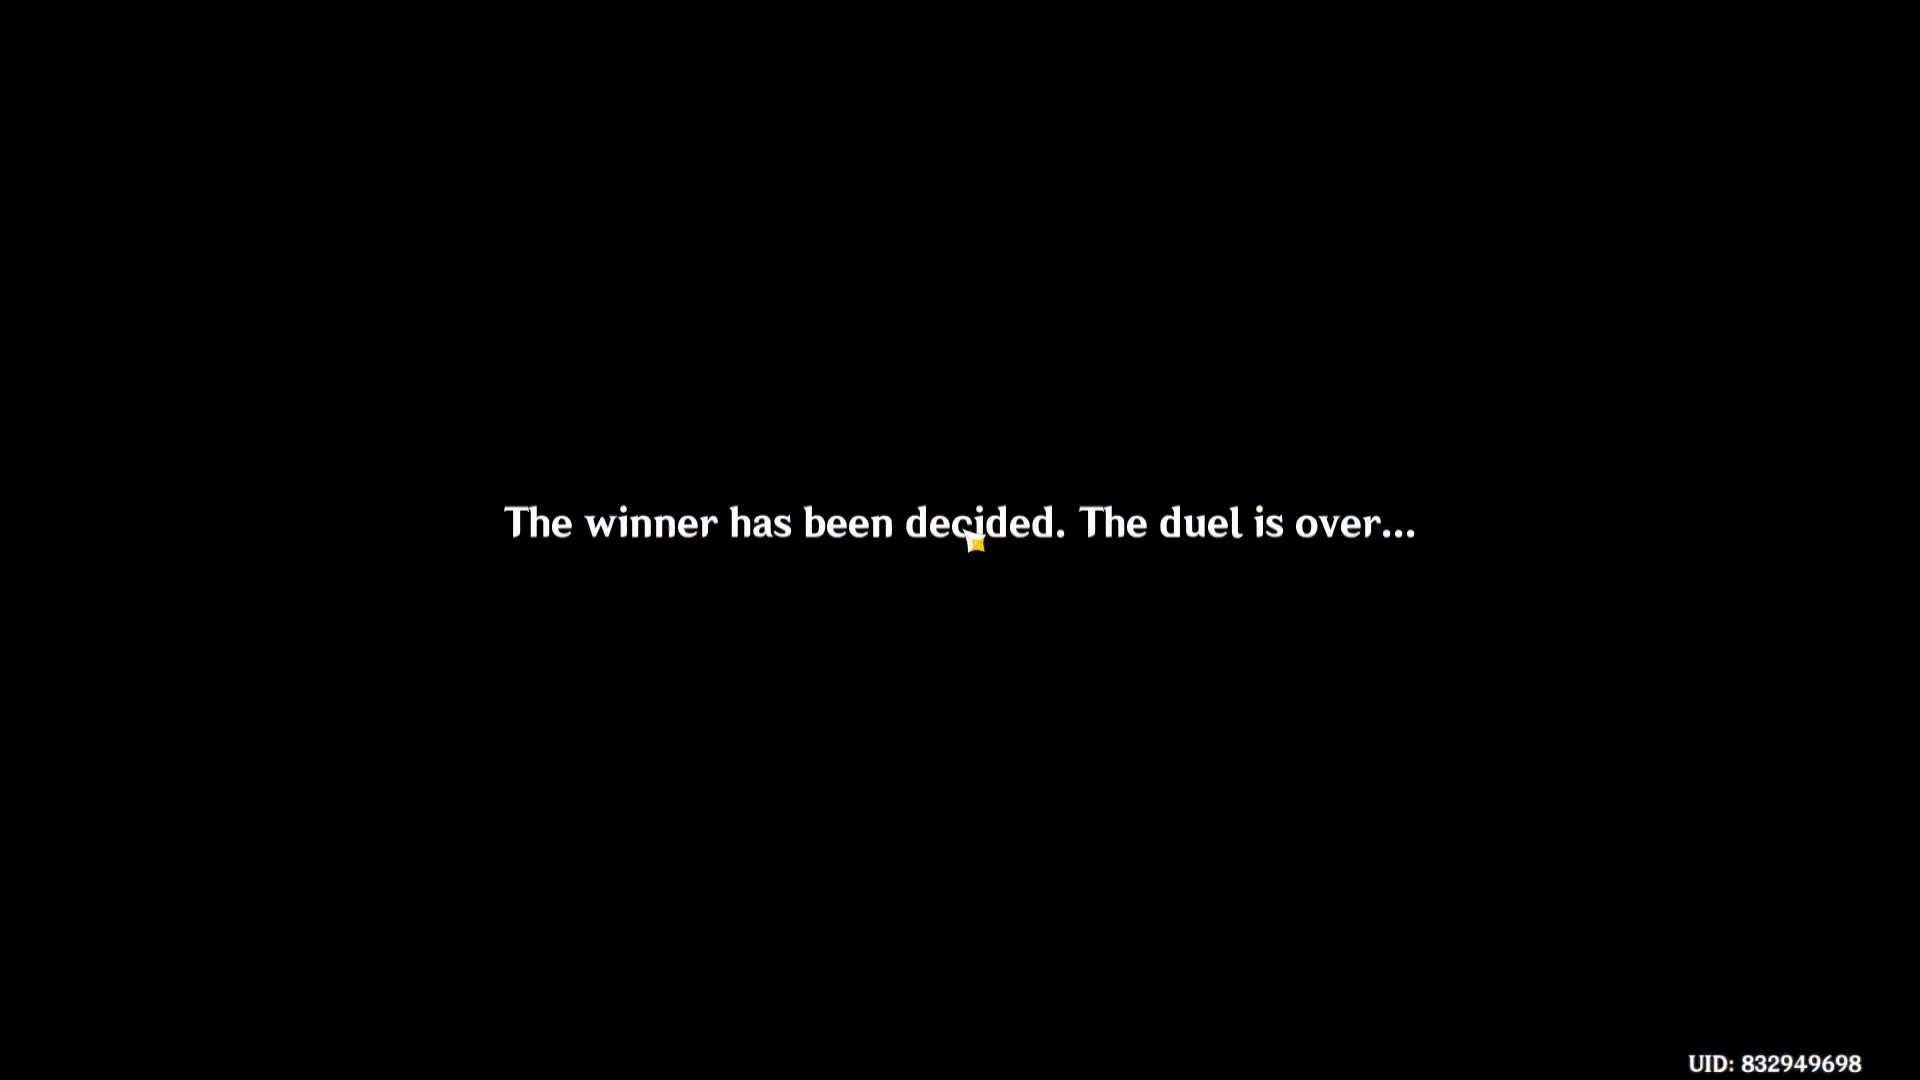 The winner has been decided. The duel is over...
UID: 832949698